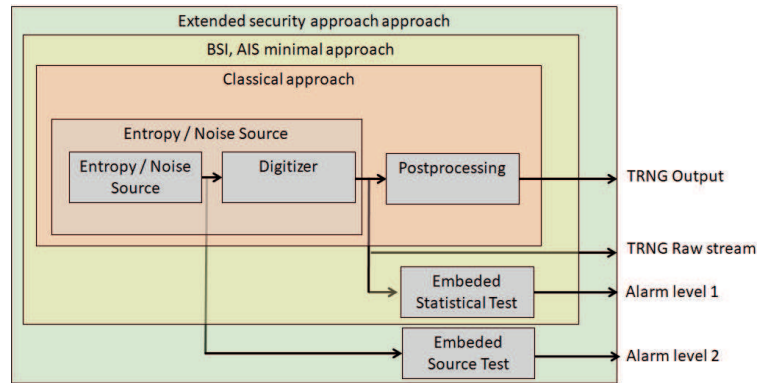 Extended security approach approach
BSI, AIS minimal approach
Classical approach
Entropy / Noise Source
Entropy / Noise
Source
Digitizer
Postprocessing
TRNG Output
TRNG Raw stream
Embeded
Statistical Test
Alarm level 1
Embeded
Source Test
Alarm level 2